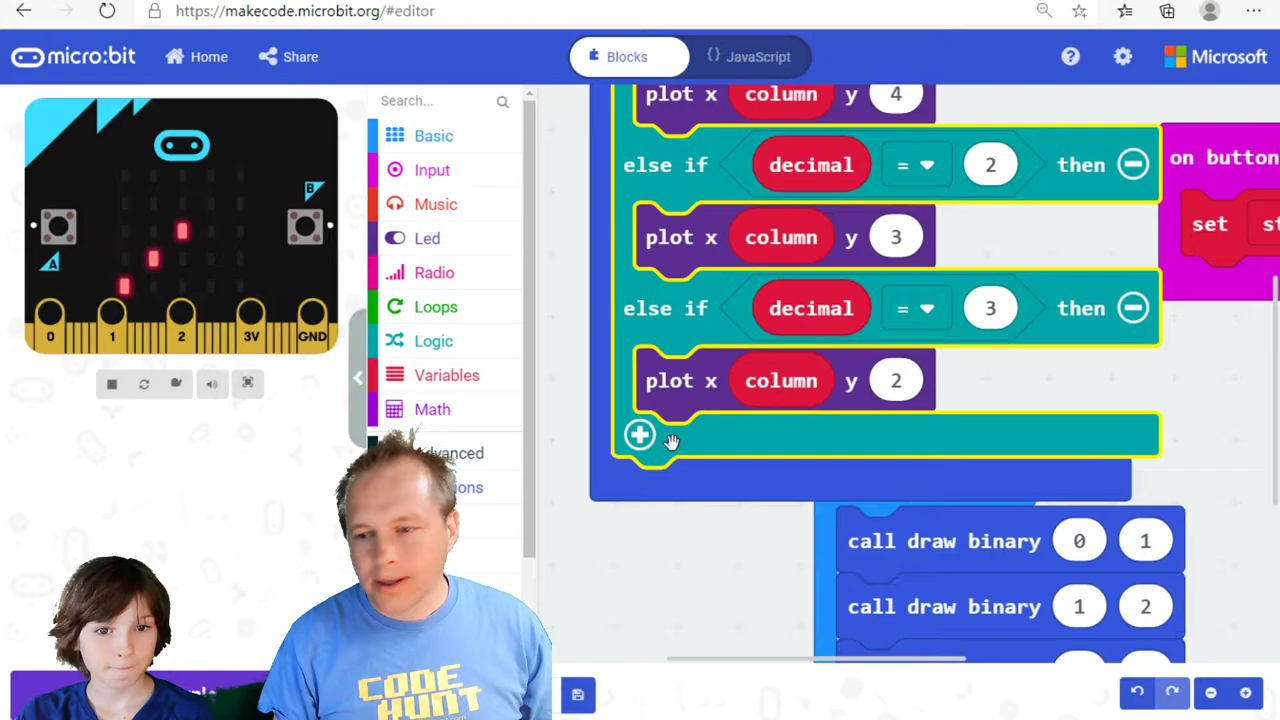 https://makecode.microbit.org/#editor
micro:bit
Home
Share
Blocks
{} JavaScript
?
Microsoft
Search...
Basic
Input
Music
Led
Radio
Loops
Logic
Variables
Math
Advanced
A
B
0
1
2
3V
GND
plot x column y 4
else if decimal = 2 then
plot x column y 3
else if decimal = 3 then
plot x column y 2
on button
set
call draw binary 0 1
call draw binary 1 2
CODE
HUNT